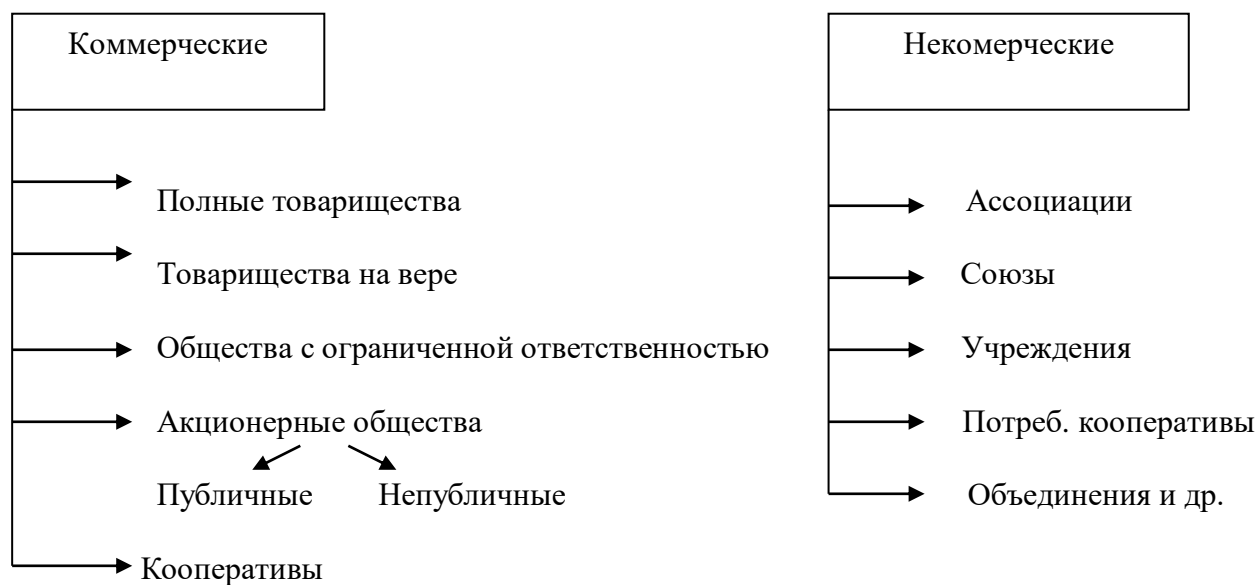 Коммерческие
Полные товарищества
Товарищества на вере
Общества с ограниченной ответственностью
Акционерные общества
Публичные Непубличные
Кооперативы
Некомерческие
Ассоциации
Союзы
Учреждения
Потреб. кооперативы
Объединения и др.